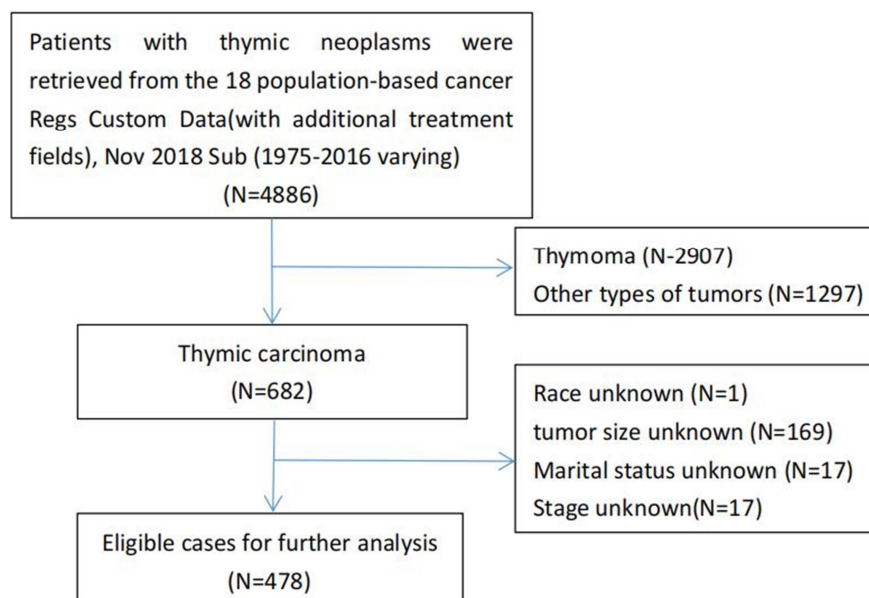 Patients with thymic neoplasms were
retrieved from the 18 population-based cancer
Regs Custom Data(with additional treatment
fields), Nov 2018 Sub (1975-2016 varying)
(N=4886)
Thymoma (N-2907)
Other types of tumors (N=1297)
Thymic carcinoma
(N=682)
Race unknown (N=1)
tumor size unknown (N=169)
Marital status unknown (N=17)
Stage unknown(N=17)
Eligible cases for further analysis
(N=478)